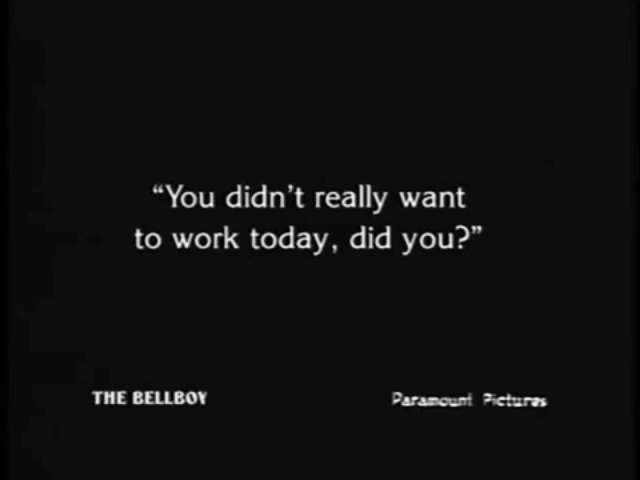 “You didn’t really want
to work today, did you?”
THE BELLBOY
Paramount Pictures